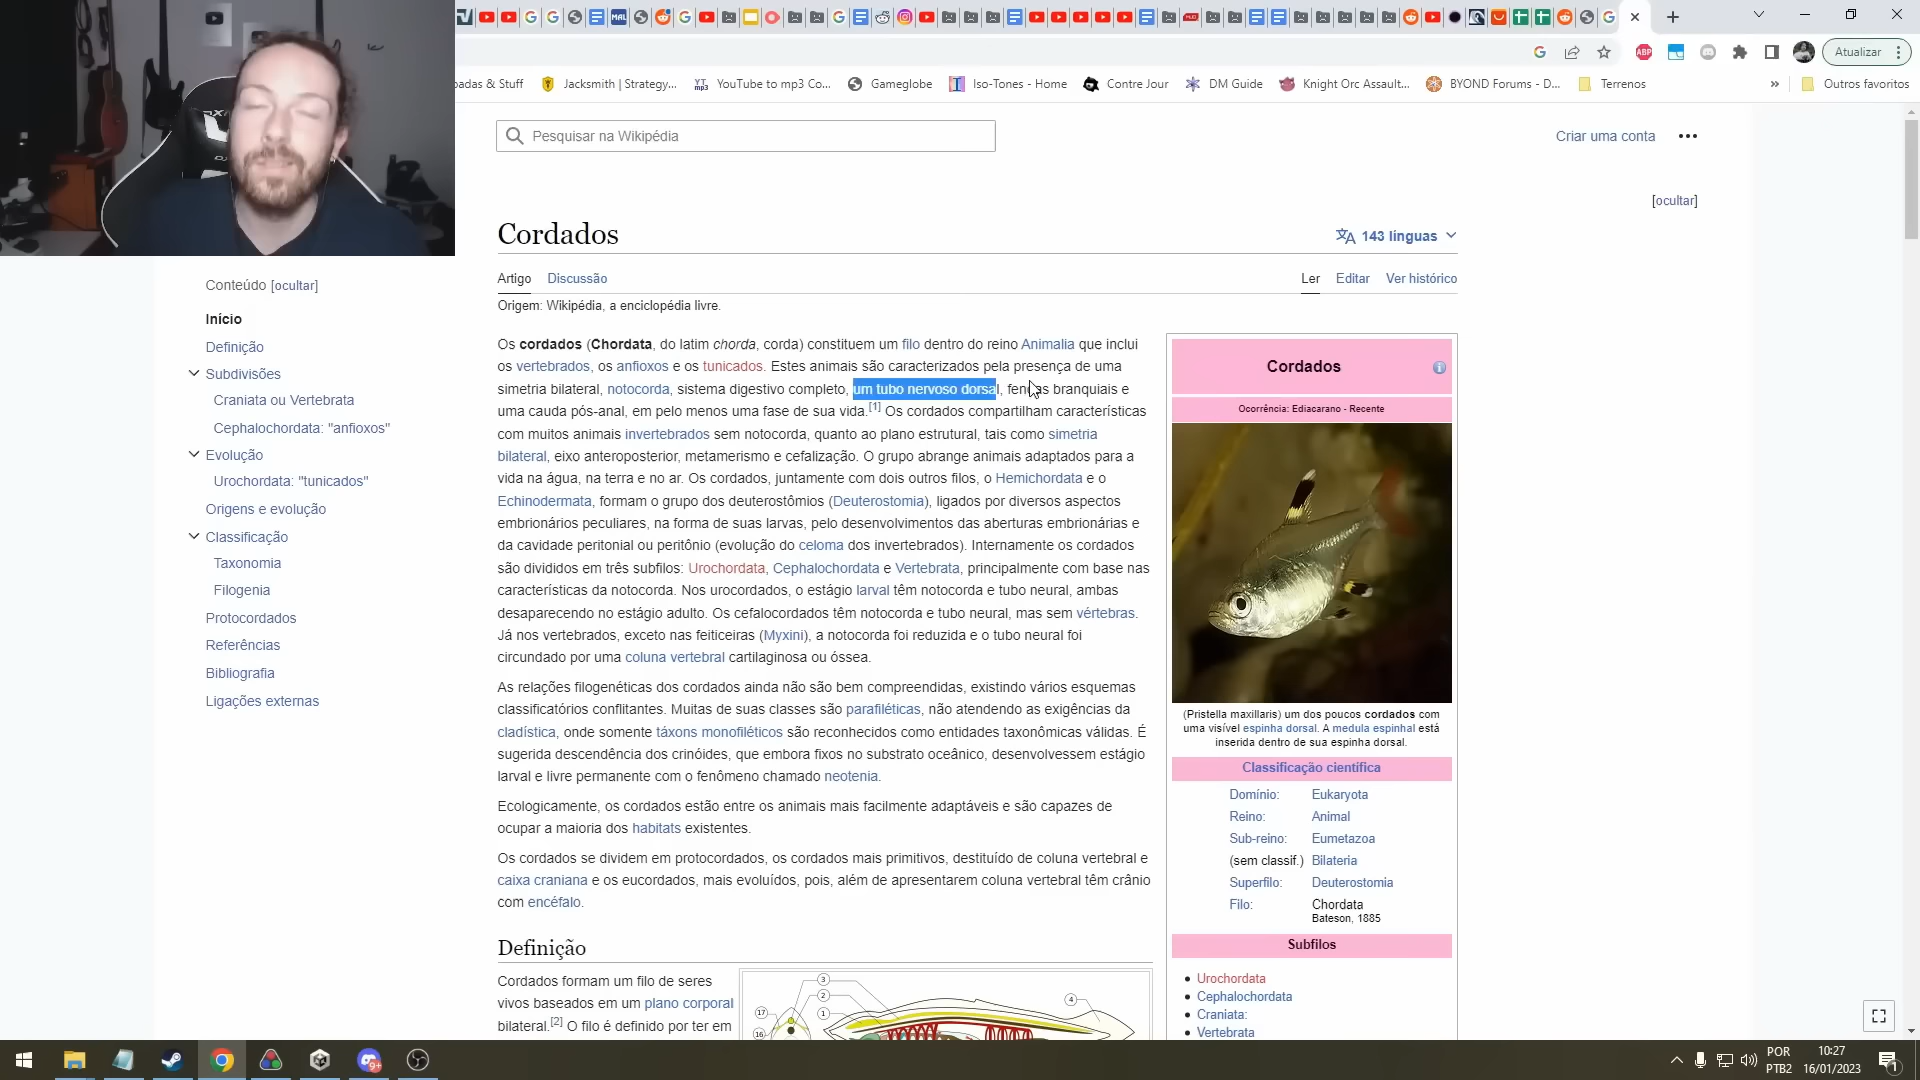 Atualizar
padas & Stuff
Jacksmith | Strategy...
YouTube to mp3 Co...
Gameglobe
Iso-Tones - Home
Contre Jour
DM Guide
Knight Orc Assault...
BYOND Forums - D...
Terrenos
»
Outros favoritos
Pesquisar na Wikipédia
Criar uma conta
[ocultar]
Cordados
143 línguas
Artigo
Discussão
Ler
Editar
Ver histórico
Origem: Wikipédia, a enciclopédia livre.
Conteúdo [ocultar]
Início
Definição
Subdivisões
Craniata ou Vertebrata
Cephalochordata: "anfioxos"
Evolução
Urochordata: "tunicados"
Origens e evolução
Classificação
Taxonomia
Filogenia
Protocordados
Referências
Bibliografia
Ligações externas
Os cordados (Chordata, do latim chorda, corda) constituem um filo dentro do reino Animalia que inclui
os vertebrados, os anfioxos e os tunicados. Estes animais são caracterizados pela presença de uma
simetria bilateral, notocorda, sistema digestivo completo, um tubo nervoso dorsal, fendas branquiais e
uma cauda pós-anal, em pelo menos uma fase de sua vida.[1] Os cordados compartilham características
com muitos animais invertebrados sem notocorda, quanto ao plano estrutural, tais como simetria
bilateral, eixo anteroposterior, metamerismo e cefalização. O grupo abrange animais adaptados para a
vida na água, na terra e no ar. Os cordados, juntamente com dois outros filos, o Hemichordata e o
Echinodermata, formam o grupo dos deuterostômios (Deuterostomia), ligados por diversos aspectos
embrionários peculiares, na forma de suas larvas, pelo desenvolvimentos das aberturas embrionárias e
da cavidade peritonial ou peritônio (evolução do celoma dos invertebrados). Internamente os cordados
são divididos em três subfilos: Urochordata, Cephalochordata e Vertebrata, principalmente com base nas
características da notocorda. Nos urocordados, o estágio larval têm notocorda e tubo neural, ambas
desaparecendo no estágio adulto. Os cefalocordados têm notocorda e tubo neural, mas sem vértebras.
Já nos vertebrados, exceto nas feiticeiras (Myxini), a notocorda foi reduzida e o tubo neural foi
circundado por uma coluna vertebral cartilaginosa ou óssea.
As relações filogenéticas dos cordados ainda não são bem compreendidas, existindo vários esquemas
classificatórios conflitantes. Muitas de suas classes são parafiléticas, não atendendo as exigências da
cladística, onde somente táxons monofiléticos são reconhecidos como entidades taxonômicas válidas. É
sugerida descendência dos crinóides, que embora fixos no substrato oceânico, desenvolvessem estágio
larval e livre permanente com o fenômeno chamado neotenia.
Ecologicamente, os cordados estão entre os animais mais facilmente adaptáveis e são capazes de
ocupar a maioria dos habitats existentes.
Os cordados se dividem em protocordados, os cordados mais primitivos, destituído de coluna vertebral e
caixa craniana e os eucordados, mais evoluídos, pois, além de apresentarem coluna vertebral têm crânio
com encéfalo.
Definição
Cordados formam um filo de seres
vivos baseados em um plano corporal
bilateral.[2] O filo é definido por ter em
3
2
1
17
16
4
Cordados
Ocorrência: Ediacarano - Recente
(Pristella maxillaris) um dos poucos cordados com
uma visível espinha dorsal. A medula espinhal está
inserida dentro de sua espinha dorsal.
Classificação científica
Domínio: Eukaryota
Reino: Animal
Sub-reino: Eumetazoa
(sem classif.) Bilateria
Superfilo: Deuterostomia
Filo: Chordata
Bateson, 1885
Subfilos
Urochordata
Cephalochordata
Craniata:
Vertebrata
POR
PTB2
10:27
16/01/2023